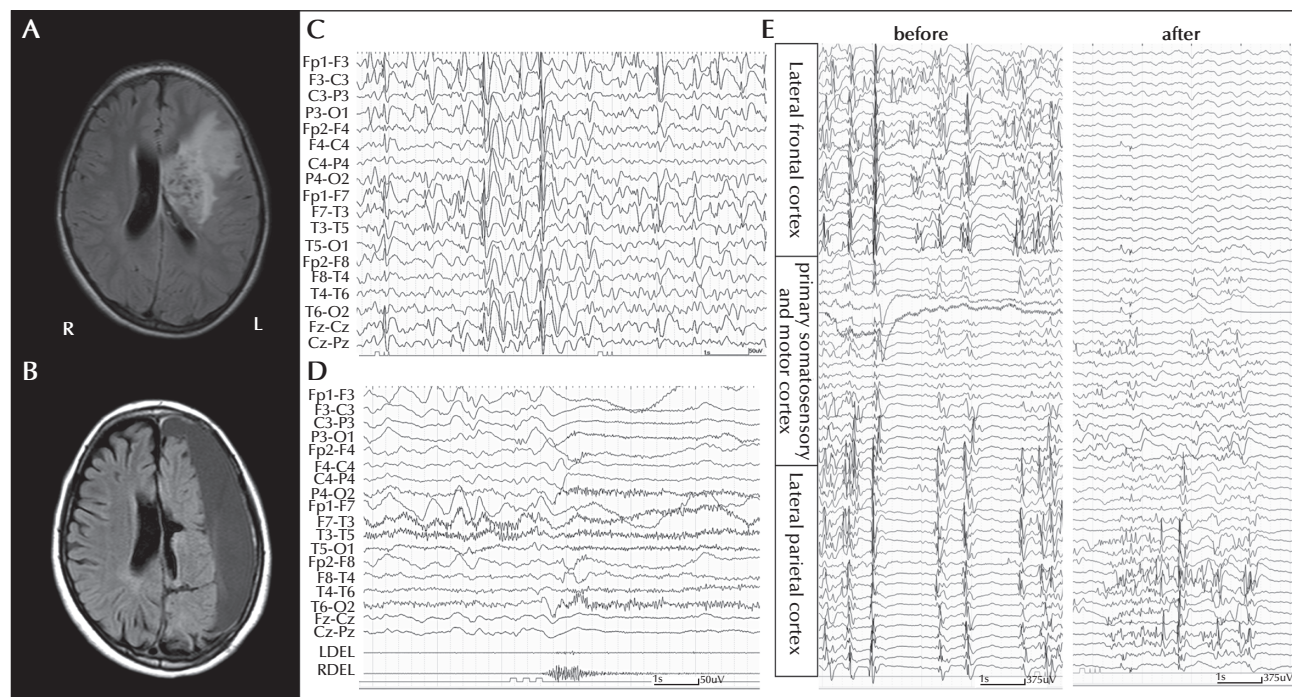 A
R
L
B
C
Fp1-F3
F3-C3
C3-P3
P3-O1
Fp2-F4
F4-C4
C4-P4
P4-O2
Fp1-F7
F7-T3
T3-T5
T5-O1
Fp2-F8
F8-T4
T4-T6
T6-O2
Fz-Cz
Cz-Pz
1s
50uV
D
Fp1-F3
F3-C3
C3-P3
P3-O1
Fp2-F4
F4-C4
C4-P4
P4-O2
Fp1-F7
F7-T3
T3-T5
T5-O1
Fp2-F8
F8-T4
T4-T6
T6-O2
Fz-Cz
Cz-Pz
LDEL
RDEL
1s
50uV
E
before
after
Lateral frontal cortex
primary somatosensory
and motor cortex
Lateral parietal cortex
1s
375uV
1s
375uV